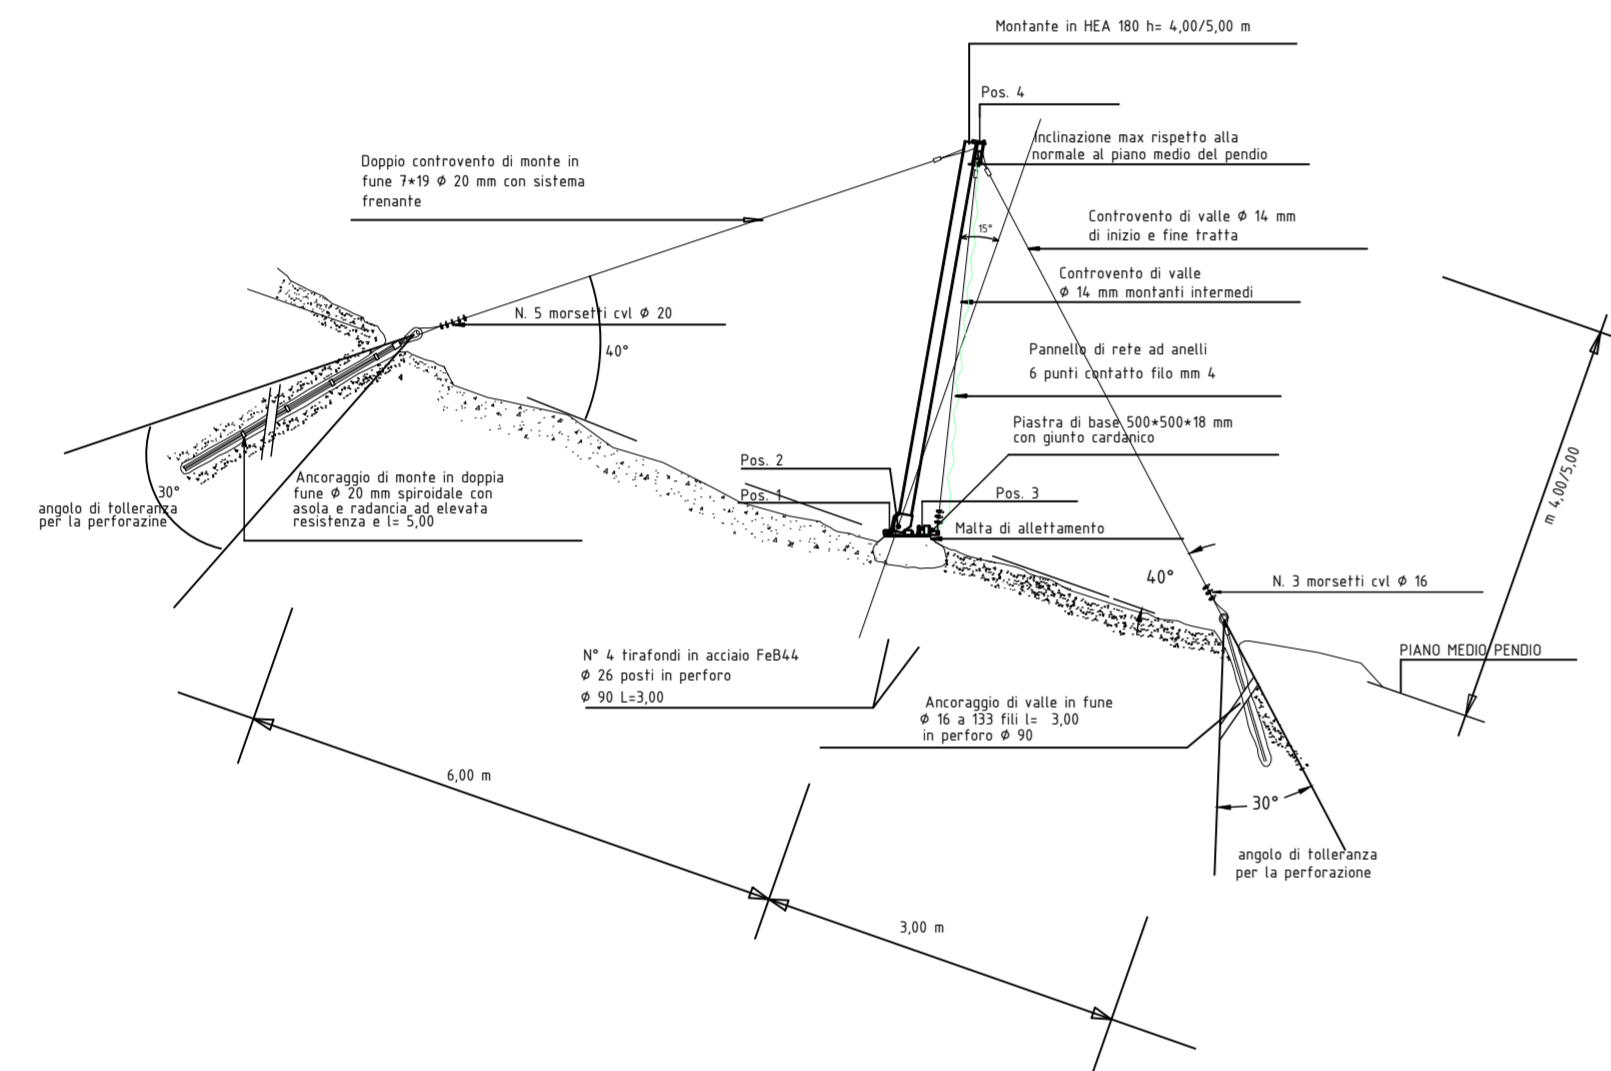 Montante in HEA 180 h= 4,00/5,00 m
Pos. 4
Inclinazione max rispetto alla
normale al piano medio del pendio
Doppio controvento di monte in
fune 7*19 ϕ 20 mm con sistema
frenante
15°
Controvento di valle ϕ 14 mm
di inizio e fine tratta
Controvento di valle
ϕ 14 mm montanti intermedi
N. 5 morsetti cvl ϕ 20
40°
Pannello di rete ad anelli
6 punti contatto filo mm 4
Piastra di base 500*500*18 mm
con giunto cardanico
m 4,00/5,00
Pos. 2
Pos. 1
Pos. 3
Malta di allettamento
30°
angolo di tolleranza
per la perforazine
Ancoraggio di monte in doppia
fune ϕ 20 mm spiroidale con
asola e radancia ad elevata
resistenza e l= 5,00
40°
N. 3 morsetti cvl ϕ 16
PIANO MEDIO PENDIO
N° 4 tirafondi in acciaio FeB44
ϕ 26 posti in perforo
ϕ 90 L=3,00
Ancoraggio di valle in fune
ϕ 16 a 133 fili l= 3,00
in perforo ϕ 90
6,00 m
30°
angolo di tolleranza
per la perforazione
3,00 m